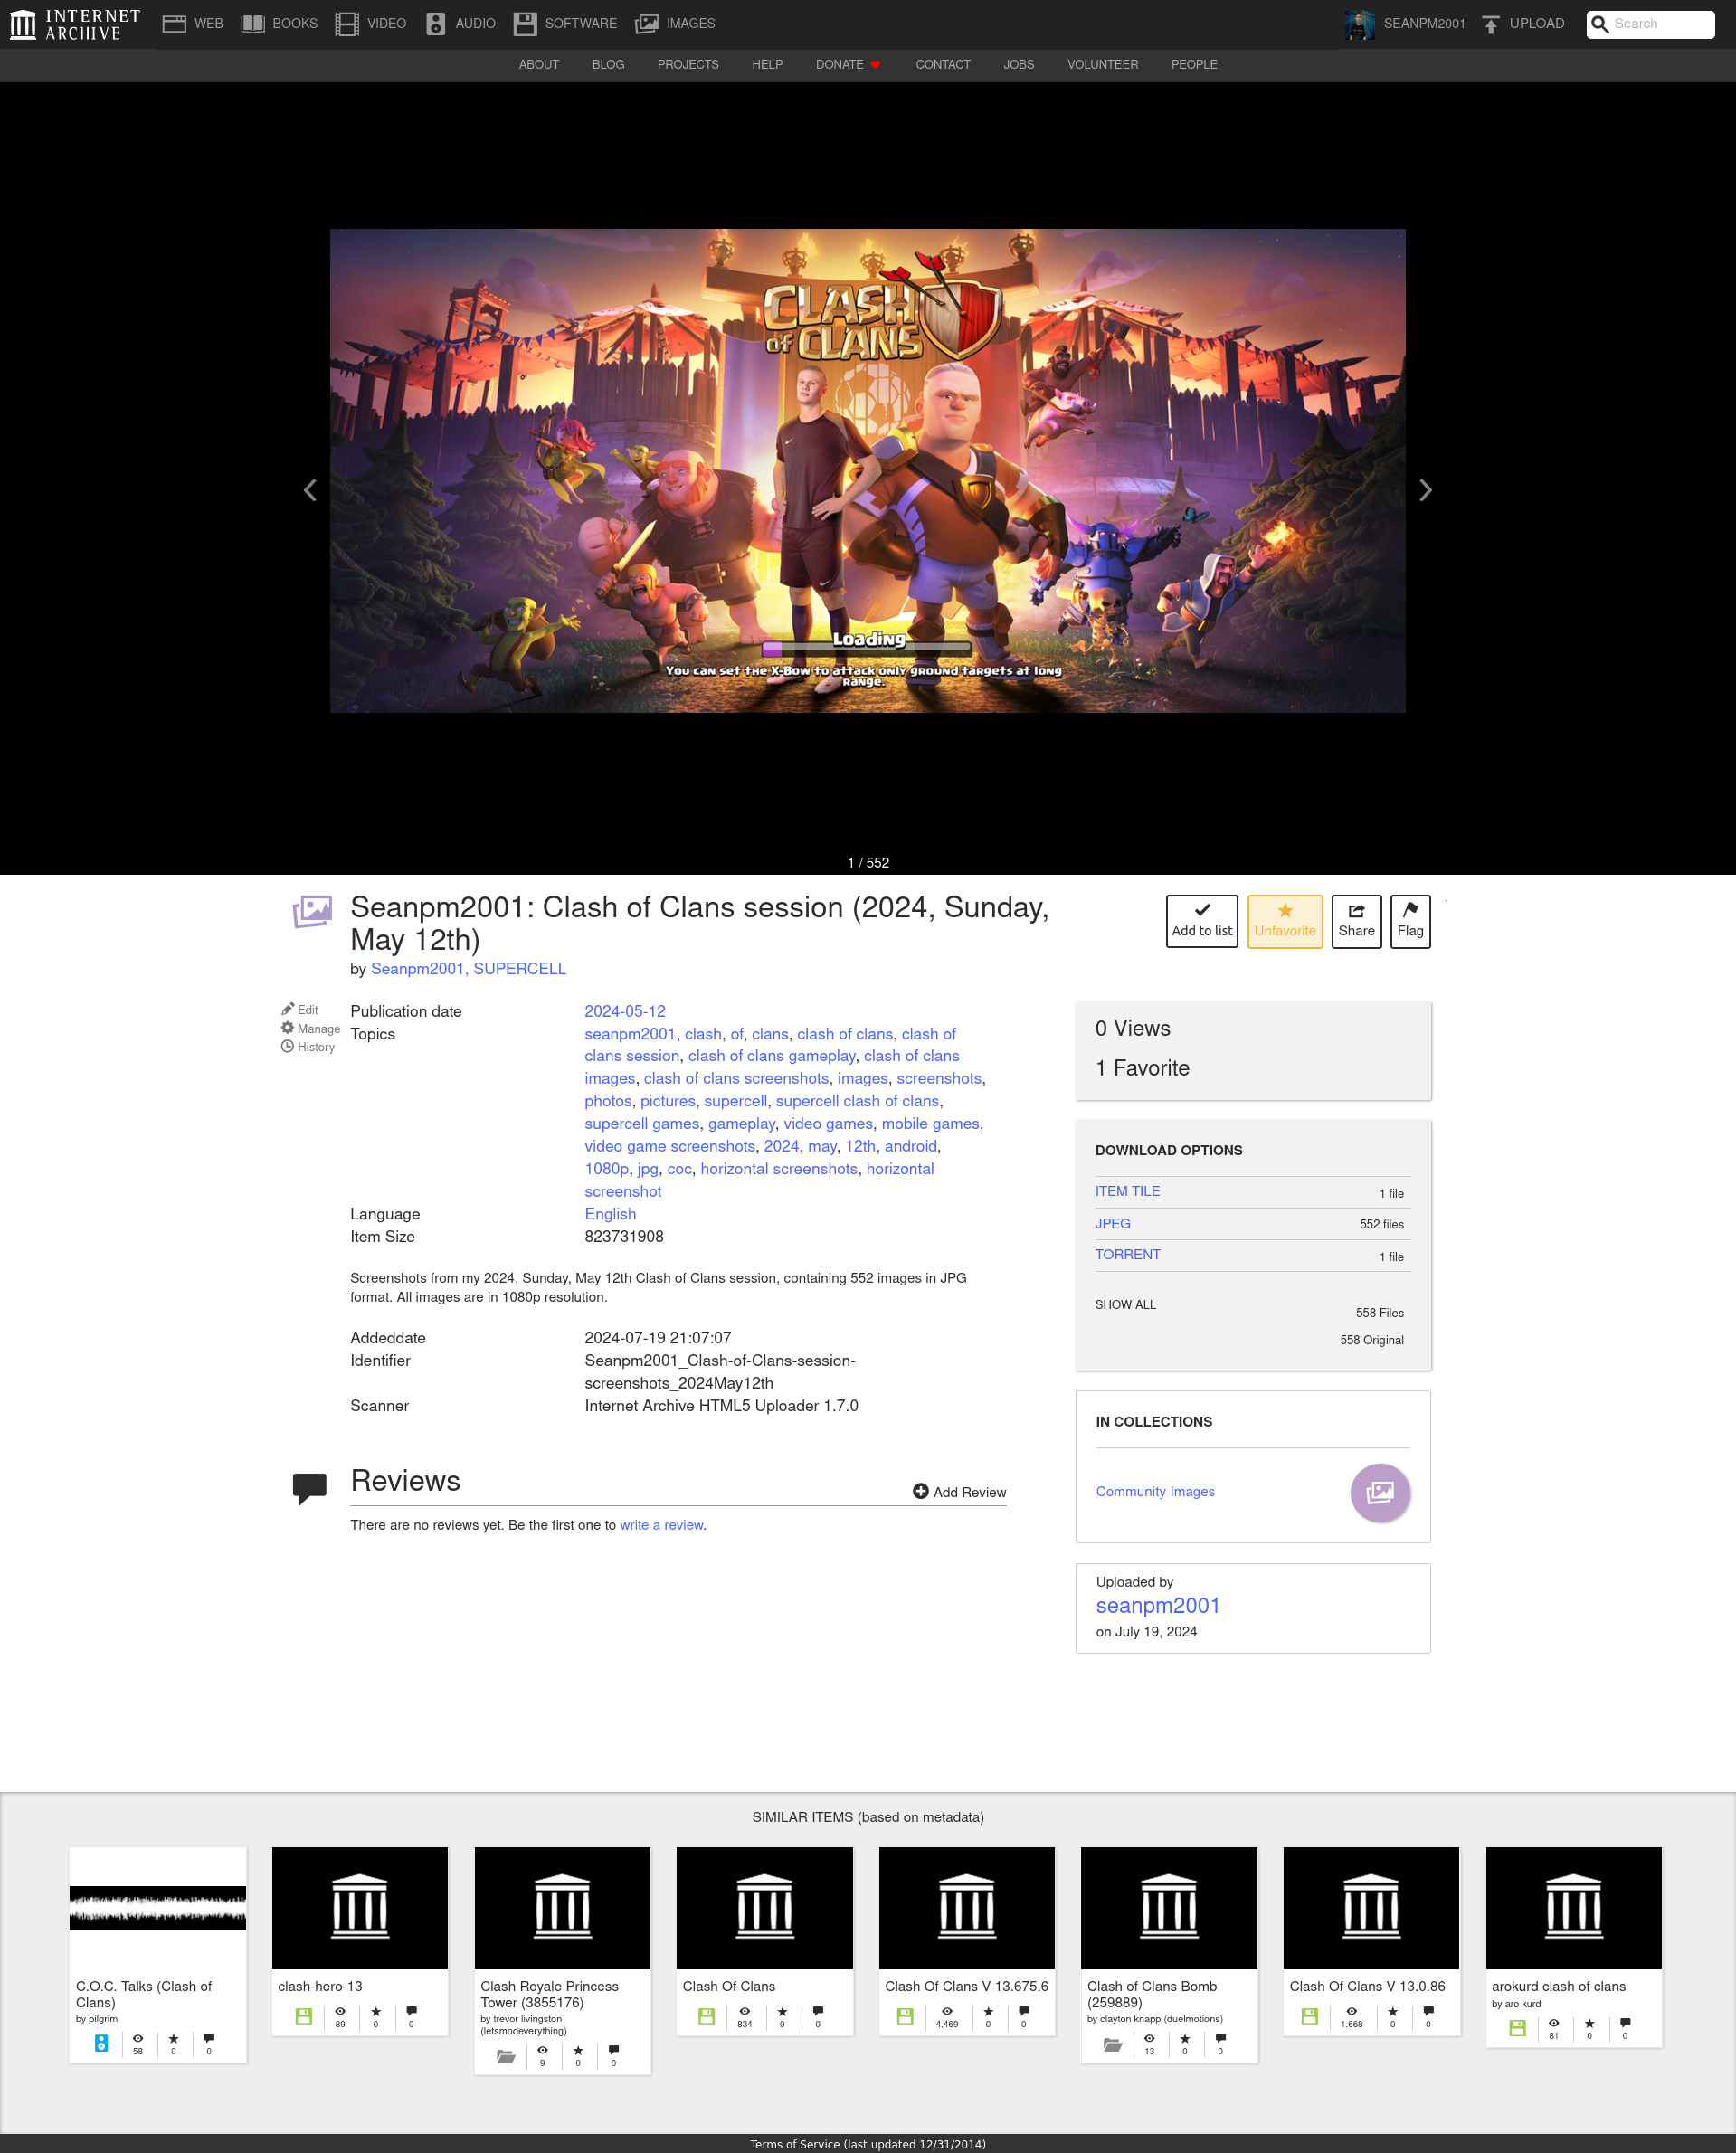 INTERNET
ARCHIVE
WEB
BOOKS
VIDEO
AUDIO
SOFTWARE
IMAGES
SEANPM2001
UPLOAD
Search
ABOUT
BLOG
PROJECTS
HELP
DONATE
CONTACT
JOBS
VOLUNTEER
PEOPLE
CLASH
OF CLANS
Loading
You can set the X-Bow to attack only ground targets at long
range.
1 / 552
Seanpm2001: Clash of Clans session (2024, Sunday,
May 12th)
by Seanpm2001, SUPERCELL
Add to list
Unfavorite
Share
Flag
Edit
Manage
History
Publication date
2024-05-12
Topics
seanpm2001, clash, of, clans, clash of clans, clash of
clans session, clash of clans gameplay, clash of clans
images, clash of clans screenshots, images, screenshots,
photos, pictures, supercell, supercell clash of clans,
supercell games, gameplay, video games, mobile games,
video game screenshots, 2024, may, 12th, android,
1080p, jpg, coc, horizontal screenshots, horizontal
screenshot
Language
English
Item Size
823731908
Screenshots from my 2024, Sunday, May 12th Clash of Clans session, containing 552 images in JPG
format. All images are in 1080p resolution.
Addeddate
2024-07-19 21:07:07
Identifier
Seanpm2001_Clash-of-Clans-session-
screenshots_2024May12th
Scanner
Internet Archive HTML5 Uploader 1.7.0
Reviews
Add Review
There are no reviews yet. Be the first one to write a review.
0 Views
1 Favorite
DOWNLOAD OPTIONS
ITEM TILE
1 file
JPEG
552 files
TORRENT
1 file
SHOW ALL
558 Files
558 Original
IN COLLECTIONS
Community Images
Uploaded by
seanpm2001
on July 19, 2024
SIMILAR ITEMS (based on metadata)
C.O.C. Talks (Clash of
Clans)
by pilgrim
58
0
0
clash-hero-13
89
0
0
Clash Royale Princess
Tower (3855176)
by trevor livingston
(letsmodeverything)
9
0
0
Clash Of Clans
834
0
0
Clash Of Clans V 13.675.6
4,469
0
0
Clash of Clans Bomb
(259889)
by clayton knapp (duelmotions)
13
0
0
Clash Of Clans V 13.0.86
1,668
0
0
arokurd clash of clans
by aro kurd
81
0
0
Terms of Service (last updated 12/31/2014)